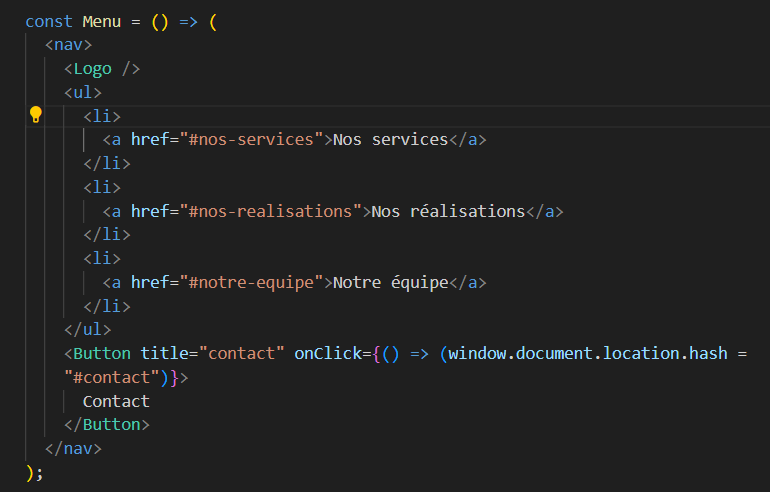 const Menu = () => (
<nav>
<Logo />
<ul>
<li>
<a href="#nos-services">Nos services</a>
</li>
<li>
<a href="#nos-realisations">Nos réalisations</a>
</li>
<li>
<a href="#notre-equipe">Notre équipe</a>
</li>
</ul>
<Button title="contact" onClick={() => (window.document.location.hash =
"#contact")}>
Contact
</Button>
</nav>
);